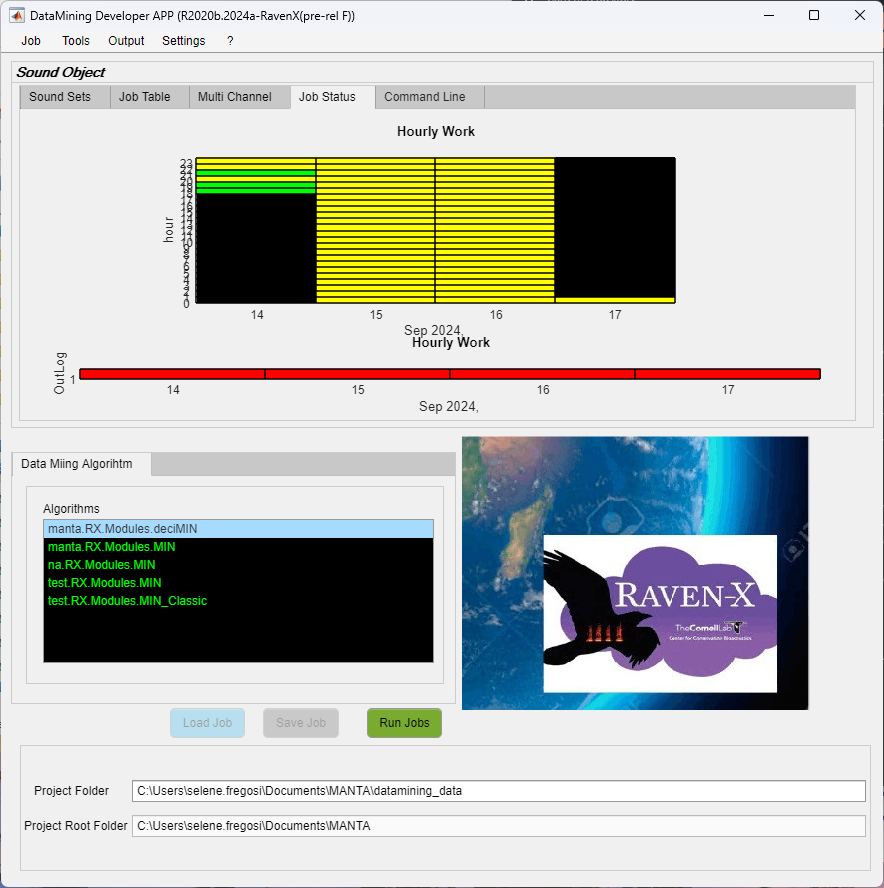 DataMining Developer APP (R2020b.2024a-RavenX(pre-rel F))
Job Tools Output Settings ?
Sound Object
Sound Sets Job Table Multi Channel Job Status Command Line
Hourly Work
23
22
21
20
19
18
17
16
15
14
13
12
11
10
9
8
7
6
5
4
3
2
1
0
hour
14 15 16 17
Sep 2024,
Hourly Work
OutLog
1
14 15 16 17
Sep 2024,
Data Miing Algorihtm
Algorithms
manta.RX.Modules.deciMIN
manta.RX.Modules.MIN
na.RX.Modules.MIN
test.RX.Modules.MIN
test.RX.Modules.MIN_Classic
RAVEN-X
TheCornellLab
Center for Conservation Bioacoustics
Load Job Save Job Run Jobs
Project Folder C:\Users\selene.fregosi\Documents\MANTA\datamining_data
Project Root Folder C:\Users\selene.fregosi\Documents\MANTA